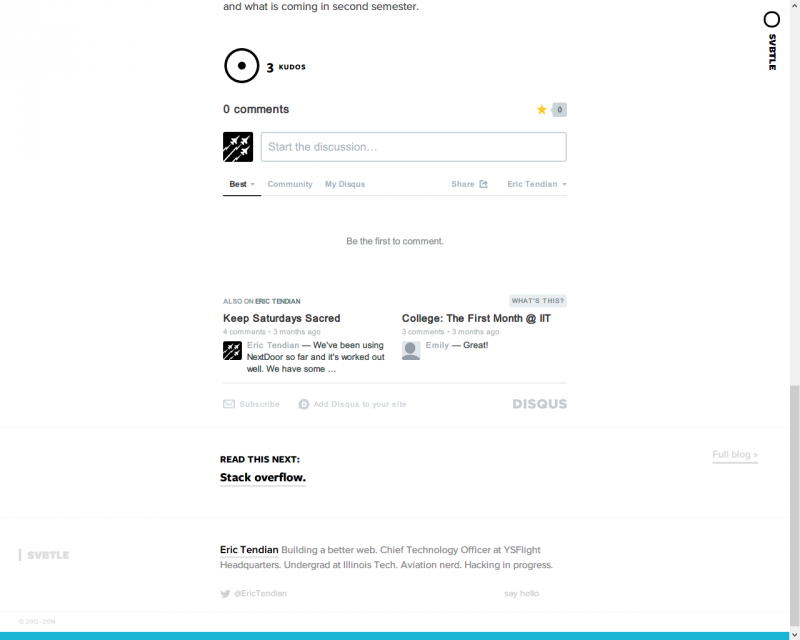 and what is coming in second semester.
SVBTLE
3 KUDOS
0 comments
0
Start the discussion…
Best
Community
My Disqus
Share
Eric Tendian
Be the first to comment.
ALSO ON ERIC TENDIAN
WHAT'S THIS?
Keep Saturdays Sacred
4 comments • 3 months ago
Eric Tendian — We've been using
NextDoor so far and it's worked out
well. We have some …
College: The First Month @ IIT
3 comments • 3 months ago
Emily — Great!
Subscribe
D Add Disqus to your site
DISQUS
READ THIS NEXT:
Stack overflow.
Full blog »
SVBTLE
Eric Tendian Building a better web. Chief Technology Officer at YSFlight
Headquarters. Undergrad at Illinois Tech. Aviation nerd. Hacking in progress.
@EricTendian
say hello
© 2012–2014